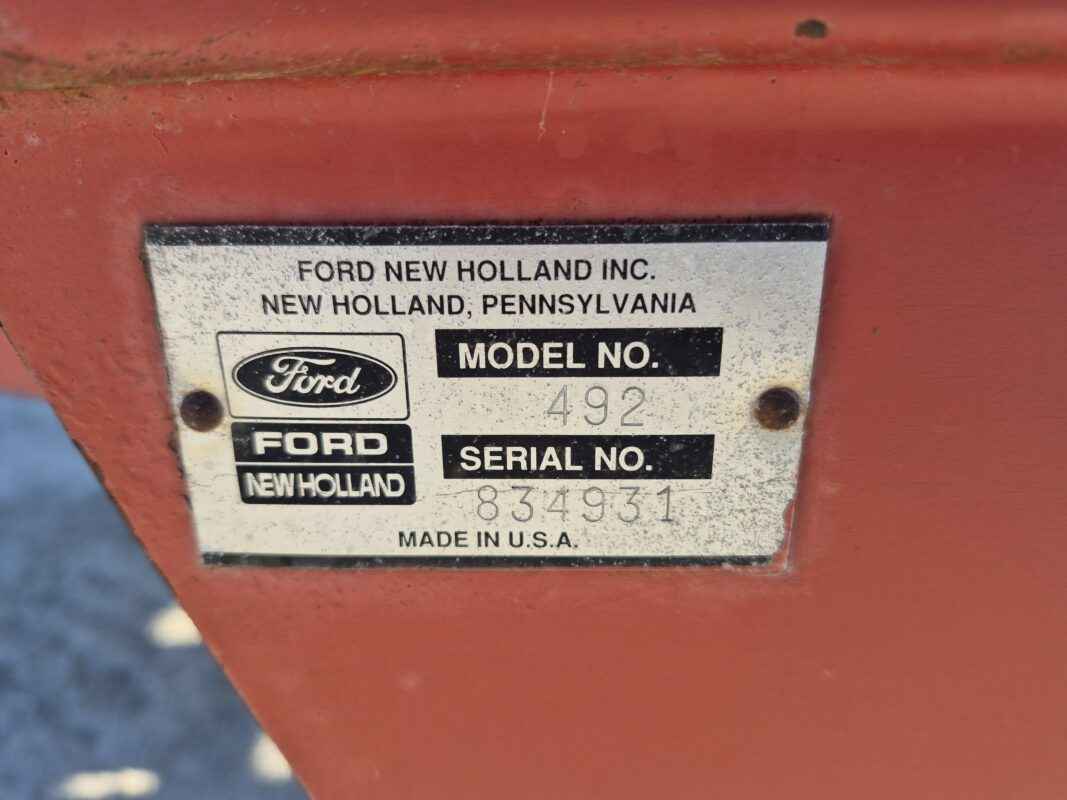 FORD NEW HOLLAND INC.
NEW HOLLAND, PENNSYLVANIA
Ford
FORD
NEW HOLLAND
MODEL NO.
492
SERIAL NO.
834931
MADE IN U.S.A.